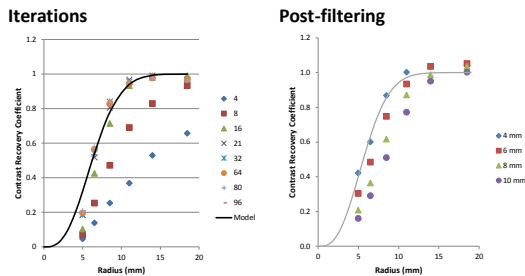 Iterations
Contrast Recovery Coefficient
1.2
1
0.8
0.6
0.4
0.2
0
0 5 10 15 20
Radius (mm)
4
8
16
21
32
64
80
96
Model
Post-filtering
Contrast Recovery Coefficient
1.2
1
0.8
0.6
0.4
0.2
0
0 5 10 15 20
Radius (mm)
4 mm
6 mm
8 mm
10 mm